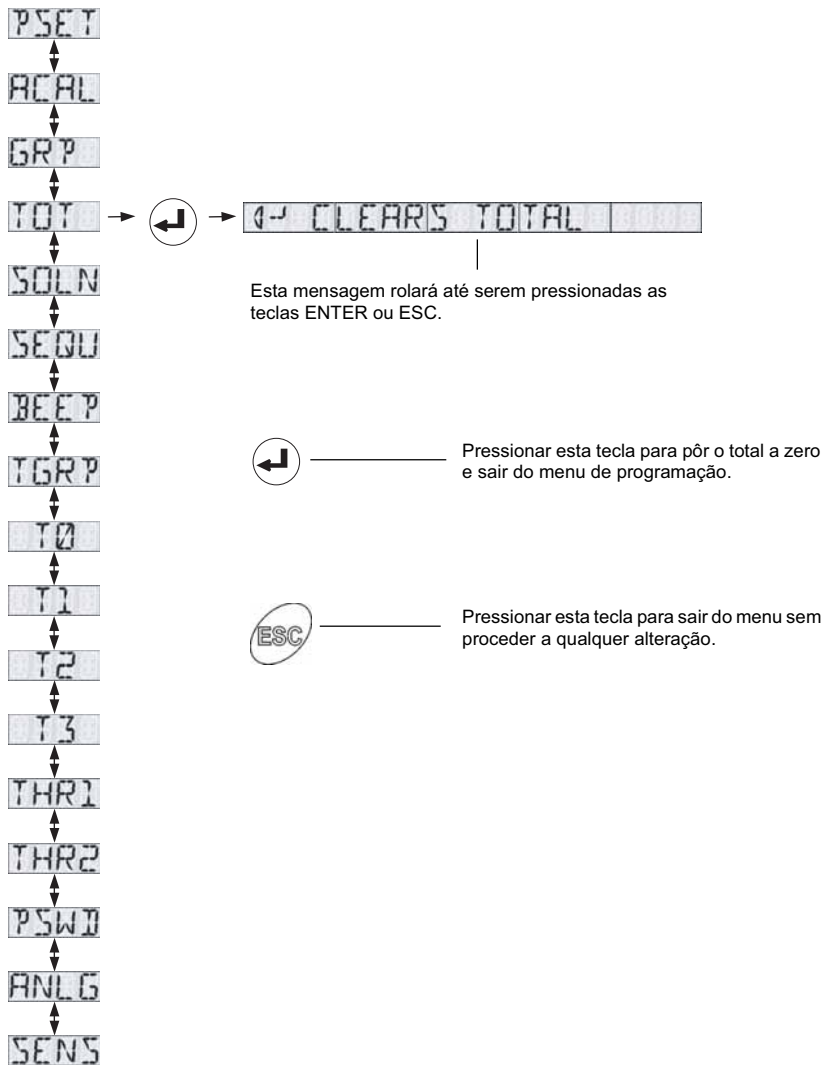 PSET
ACAL
GRP
TOT
CLEARS TOTAL
Esta mensagem rolará até serem pressionadas as
teclas ENTER ou ESC.
SOLN
SEQU
BEEP
TGRP
Pressionar esta tecla para pôr o total a zero
e sair do menu de programação.
T0
T1
T2
ESC
Pressionar esta tecla para sair do menu sem
proceder a qualquer alteração.
T3
THR1
THR2
PSWD
ANLG
SENS